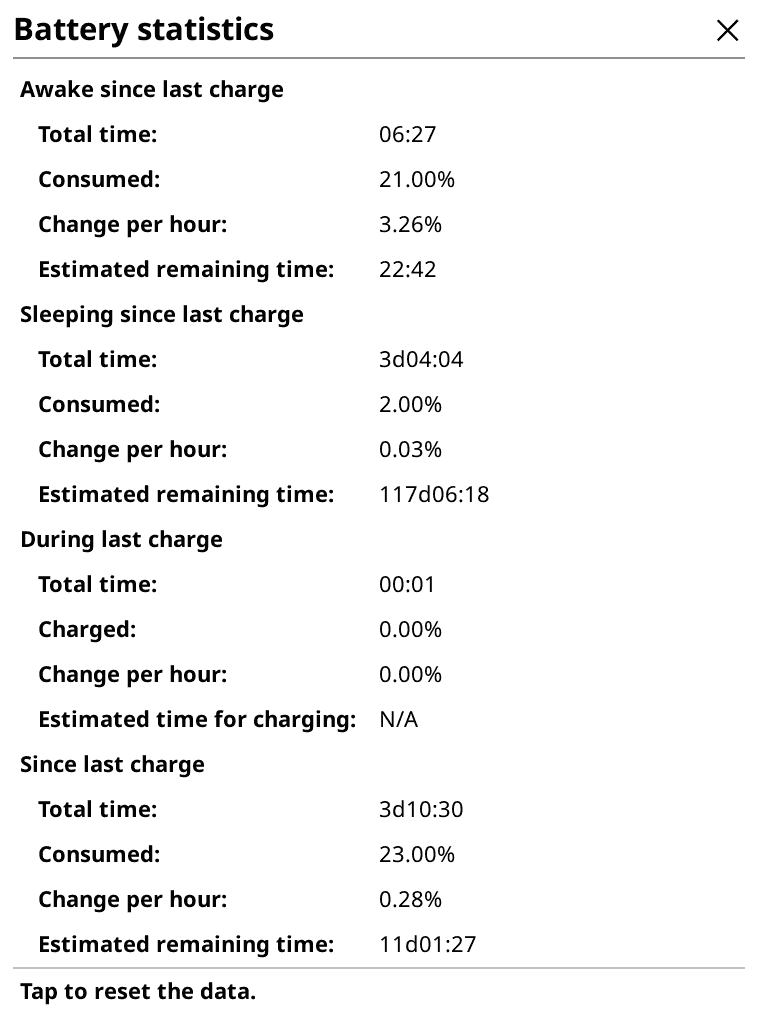 Battery statistics
Awake since last charge
Total time: 06:27
Consumed: 21.00%
Change per hour: 3.26%
Estimated remaining time: 22:42
Sleeping since last charge
Total time: 3d04:04
Consumed: 2.00%
Change per hour: 0.03%
Estimated remaining time: 117d06:18
During last charge
Total time: 00:01
Charged: 0.00%
Change per hour: 0.00%
Estimated time for charging: N/A
Since last charge
Total time: 3d10:30
Consumed: 23.00%
Change per hour: 0.28%
Estimated remaining time: 11d01:27
Tap to reset the data.